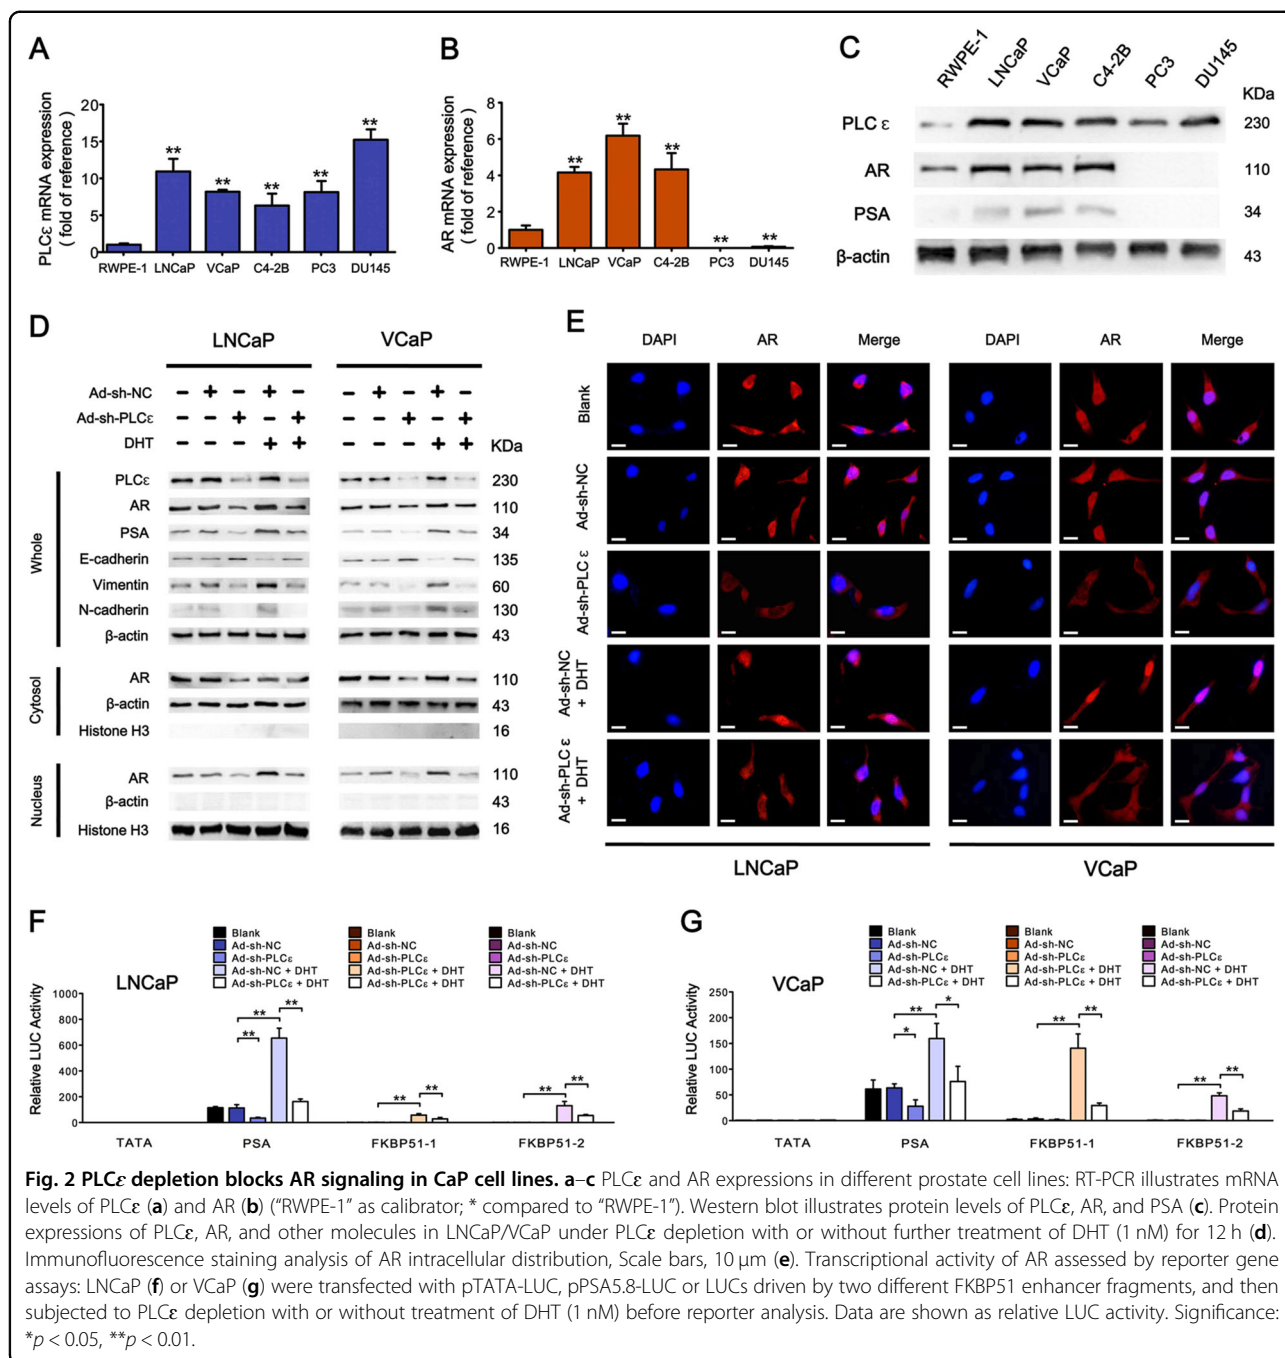 A
PLCε mRNA expression
( fold of reference )
20
15
10
5
0
** ** ** ** **
RWPE-1 LNCaP VCaP C4-2B PC3 DU145
B
AR mRNA expression
( fold of reference )
8
6
4
2
0
** ** ** ** **
RWPE-1 LNCaP VCaP C4-2B PC3 DU145
C
RWPE-1 LNCaP VCaP C4-2B PC3 DU145
KDa
PLC ε 230
AR 110
PSA 34
β-actin 43
D
LNCaP VCaP
Ad-sh-NC − + − + − − + − + −
Ad-sh-PLCε − − + − + − − + − +
DHT − − − + + − − − + + KDa
Whole
PLCε 230
AR 110
PSA 34
E-cadherin 135
Vimentin 60
N-cadherin 130
β-actin 43
Cytosol
AR 110
β-actin 43
Histone H3 16
Nucleus
AR 110
β-actin 43
Histone H3 16
E
DAPI AR Merge DAPI AR Merge
Blank
Ad-sh-NC
Ad-sh-PLC ε
Ad-sh-NC
+ DHT
Ad-sh-PLC ε
+ DHT
LNCaP VCaP
F
LNCaP
Blank Blank Blank
Ad-sh-NC Ad-sh-NC Ad-sh-NC
Ad-sh-PLCε Ad-sh-PLCε Ad-sh-PLCε
Ad-sh-NC + DHT Ad-sh-PLCε + DHT Ad-sh-NC + DHT
Ad-sh-PLCε + DHT Ad-sh-PLCε + DHT Ad-sh-PLCε + DHT
Relative LUC Activity
1000
800
600
400
200
0
** ** **
** **
** **
TATA PSA FKBP51-1 FKBP51-2
G
VCaP
Blank Blank Blank
Ad-sh-NC Ad-sh-NC Ad-sh-NC
Ad-sh-PLCε Ad-sh-PLCε Ad-sh-PLCε
Ad-sh-NC + DHT Ad-sh-PLCε + DHT Ad-sh-NC + DHT
Ad-sh-PLCε + DHT Ad-sh-PLCε + DHT Ad-sh-PLCε + DHT
Relative LUC Activity
250
200
150
100
50
0
* ** *
** **
** **
TATA PSA FKBP51-1 FKBP51-2
Fig. 2 PLCε depletion blocks AR signaling in CaP cell lines. a–c PLCε and AR expressions in different prostate cell lines: RT-PCR illustrates mRNA
levels of PLCε (a) and AR (b) (“RWPE-1” as calibrator; * compared to “RWPE-1”). Western blot illustrates protein levels of PLCε, AR, and PSA (c). Protein
expressions of PLCε, AR, and other molecules in LNCaP/VCaP under PLCε depletion with or without further treatment of DHT (1 nM) for 12 h (d).
Immunofluorescence staining analysis of AR intracellular distribution, Scale bars, 10 μm (e). Transcriptional activity of AR assessed by reporter gene
assays: LNCaP (f) or VCaP (g) were transfected with pTATA-LUC, pPSA5.8-LUC or LUCs driven by two different FKBP51 enhancer fragments, and then
subjected to PLCε depletion with or without treatment of DHT (1 nM) before reporter analysis. Data are shown as relative LUC activity. Significance:
*p < 0.05, **p < 0.01.